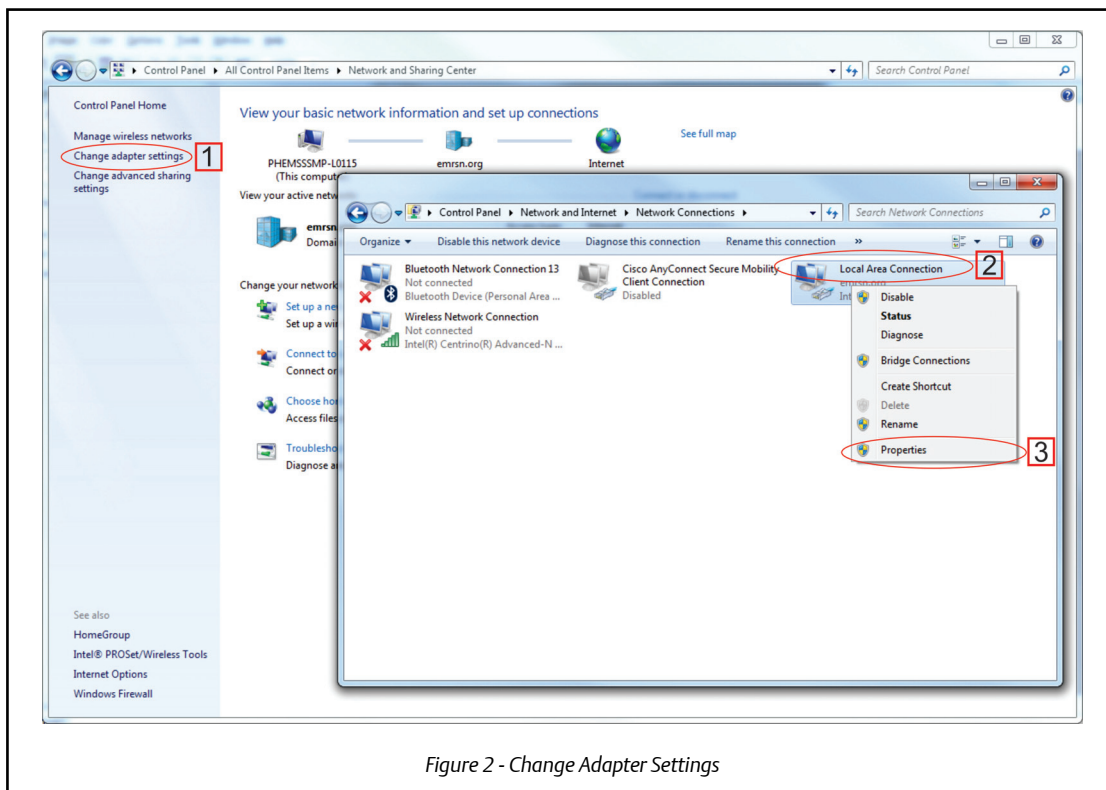 Control Panel ▸ All Control Panel Items ▸ Network and Sharing Center
Search Control Panel
Control Panel Home
Manage wireless networks
Change adapter settings
1
Change advanced sharing
settings
View your basic network information and set up connections
See full map
PHEMSSSMP-L0115
(This comput
emrsn.org
Internet
View your active netw
emrsn
Domai
Change your network
Set up a ne
Set up a wir
Connect to
Connect or
Choose ho
Access files
Troublesho
Diagnose a
See also
HomeGroup
Intel® PROSet/Wireless Tools
Internet Options
Windows Firewall
Control Panel ▸ Network and Internet ▸ Network Connections ▸
Search Network Connections
Organize ▾ Disable this network device Diagnose this connection Rename this connection »
Bluetooth Network Connection 13
Not connected
Bluetooth Device (Personal Area ...
Cisco AnyConnect Secure Mobility
Client Connection
Disabled
Local Area Connection
2
emrsn.org
Int
Wireless Network Connection
Not connected
Intel(R) Centrino(R) Advanced-N ...
Disable
Status
Diagnose
Bridge Connections
Create Shortcut
Delete
Rename
Properties
3
Figure 2 - Change Adapter Settings